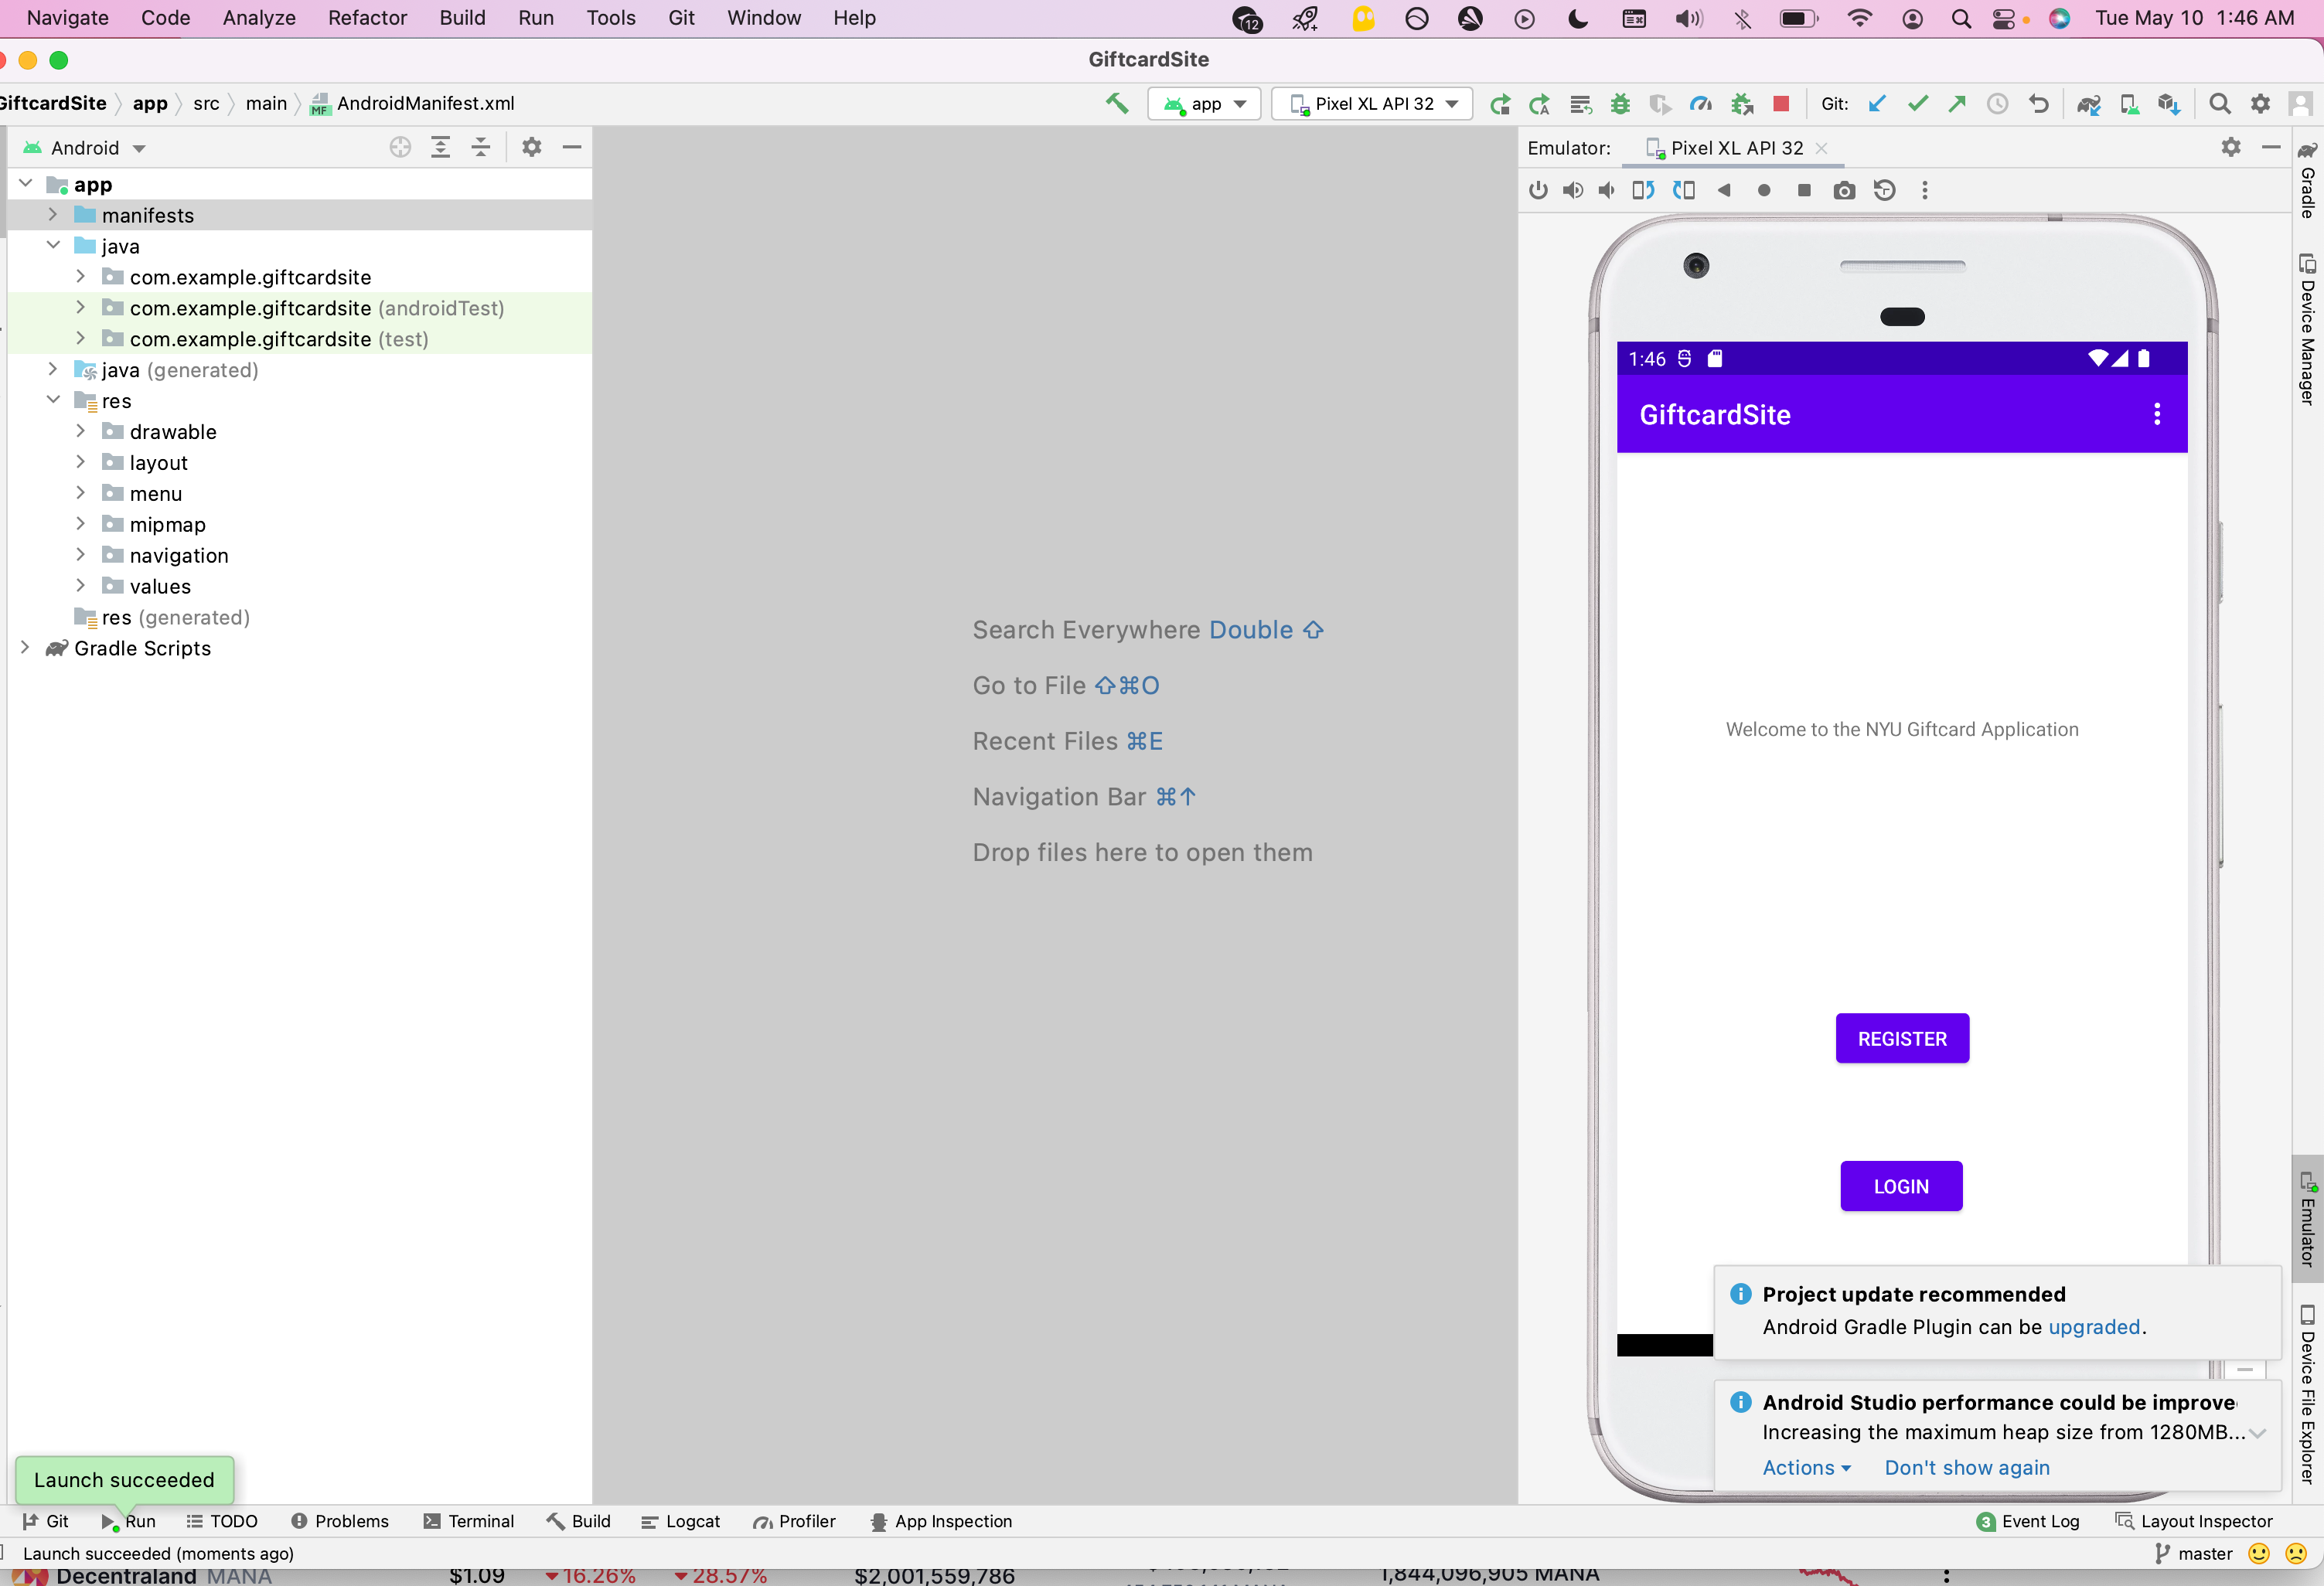 Navigate Code Analyze Refactor Build Run Tools Git Window Help 12 Tue May 10 1:46 AM
GiftcardSite
GiftcardSite app src main MF AndroidManifest.xml app Pixel XL API 32 Git:
Android
Emulator: Pixel XL API 32
app
manifests
java
com.example.giftcardsite
com.example.giftcardsite (androidTest)
com.example.giftcardsite (test)
java (generated)
res
drawable
layout
menu
mipmap
navigation
values
res (generated)
Gradle Scripts
Search Everywhere Double ⇧
Go to File ⇧⌘O
Recent Files ⌘E
Navigation Bar ⌘↑
Drop files here to open them
1:46
GiftcardSite
Welcome to the NYU Giftcard Application
REGISTER
LOGIN
Project update recommended
Android Gradle Plugin can be upgraded.
Android Studio performance could be improve
Increasing the maximum heap size from 1280MB...
Actions Don't show again
Gradle
Device Manager
Emulator
Device File Explorer
Launch succeeded
Git Run TODO Problems Terminal Build Logcat Profiler App Inspection 3 Event Log Layout Inspector
Launch succeeded (moments ago) master
Decentraland MANA $1.09 16.26% 28.57% $2,001,559,786 1,844,096,905 MANA